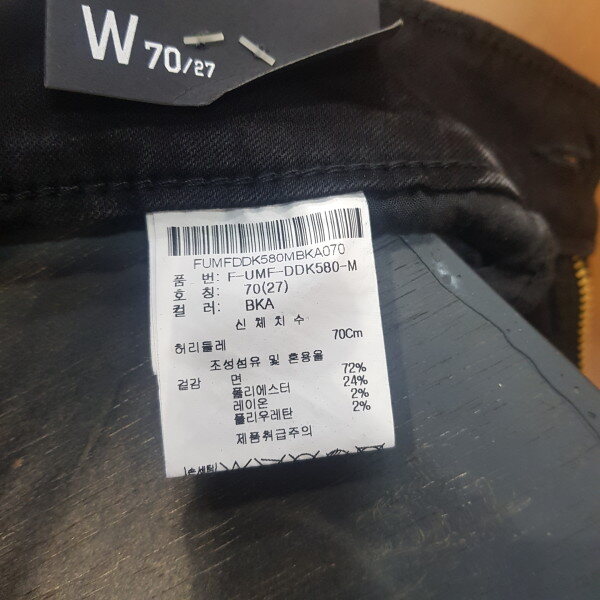 W 70/27
FUMFDDK580MBKA070
품 번: F-UMF-DDK580-M
호 칭: 70(27)
컬 러: BKA
신 체 치 수
허리둘레 70Cm
조성섬유 및 혼용율
겉감 면 72%
폴리에스터 24%
레이온 2%
폴리우레탄 2%
제품취급주의